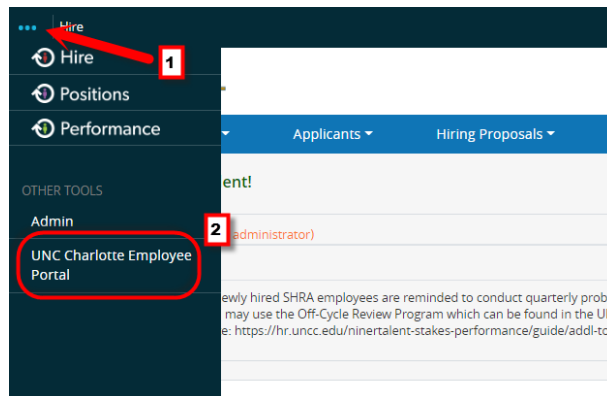 ••• Hire
Hire
1
Positions
Performance
Applicants Hiring Proposals
ent!
OTHER TOOLS
Admin
2
administrator)
UNC Charlotte Employee
Portal
ewly hired SHRA employees are reminded to conduct quarterly prob
may use the Off-Cycle Review Program which can be found in the U
e: https://hr.uncc.edu/ninertalent-stakes-performance/guide/addl-to